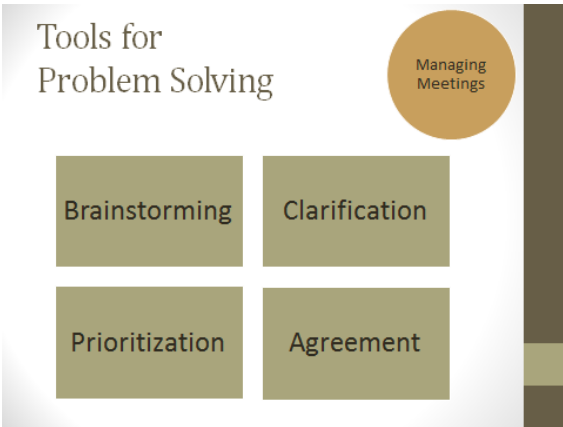 Tools for
Problem Solving
Managing
Meetings
Brainstorming
Clarification
Prioritization
Agreement